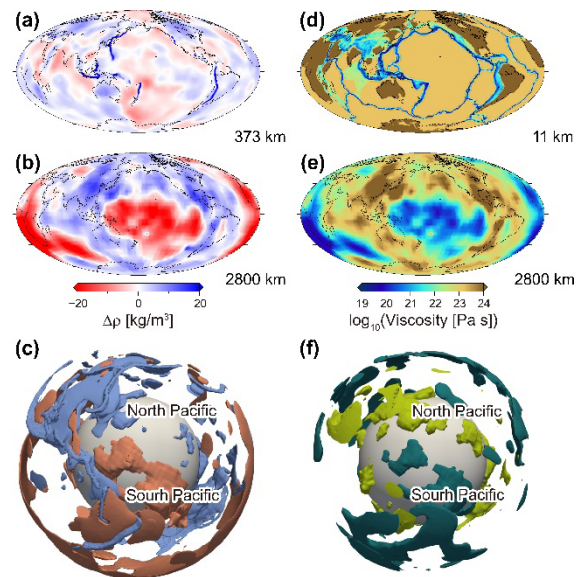 (a)
(d)
373 km
11 km
(b)
(e)
2800 km
2800 km
−20 0 20
19 20 21 22 23 24
Δρ [kg/m³]
log₁₀(Viscosity [Pa s])
(c)
(f)
North Pacific
North Pacific
Sourh Pacific
Sourh Pacific